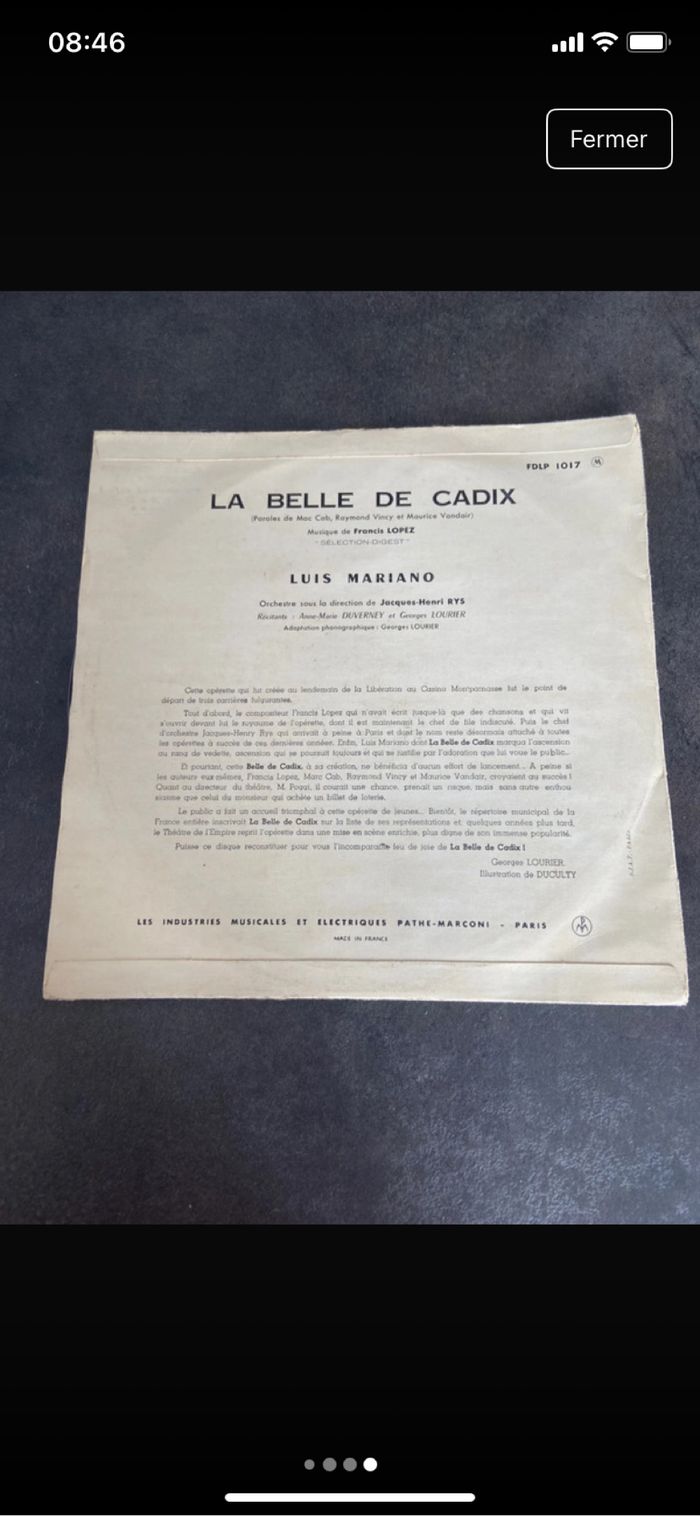 08:46
Fermer
FDLP 1017 M
LA BELLE DE CADIX
(Paroles de Mac Cab, Raymond Vincy et Maurice Vandair)
Musique de Francis LOPEZ
"SÉLECTION-DIGEST"
LUIS MARIANO
Orchestre sous la direction de Jacques-Henri RYS
Récitants : Anne-Marie DUVERNEY et Georges LOURIER
Adaptation phonographique : Georges LOURIER
Cette opérette qui fut créée au lendemain de la Libération au Casino Montparnasse fut le point de
départ de trois carrières fulgurantes.
Tout d'abord, le compositeur Francis Lopez qui n'avait écrit jusque-là que des chansons et qui vit
s'ouvrir devant lui le royaume de l'opérette, dont il est maintenant le chef de file indiscuté. Puis le chef
d'orchestre Jacques-Henry Rys qui arrivait à peine à Paris et dont le nom reste désormais attaché à toutes
les opérettes à succès de ces dernières années. Enfin, Luis Mariano dont La Belle de Cadix marqua l'ascension
au rang de vedette, ascension qui se poursuit toujours et qui se justifie par l'adoration que lui voue le public...
Et pourtant, cette Belle de Cadix, à sa création, ne bénéficia d'aucun effort de lancement... A peine si
les auteurs eux-mêmes, Francis Lopez, Marc Cab, Raymond Vincy et Maurice Vandair, croyaient au succès !
Quant au directeur du théâtre, M. Poggi, il courait une chance, prenait un risque, mais sans autre enthou
siasme que celui du monsieur qui achète un billet de loterie.
Le public a fait un accueil triomphal à cette opérette de jeunes... Bientôt, le répertoire municipal de la
France entière inscrivait La Belle de Cadix sur la liste de ses représentations et, quelques années plus tard,
le Théâtre de l'Empire reprit l'opérette dans une mise en scène enrichie, plus digne de son immense popularité.
Puisse ce disque reconstituer pour vous l'incomparable feu de joie de La Belle de Cadix !
Georges LOURIER
Illustration de DUCULTY
LES INDUSTRIES MUSICALES ET ELECTRIQUES PATHE-MARCONI - PARIS
MADE IN FRANCE